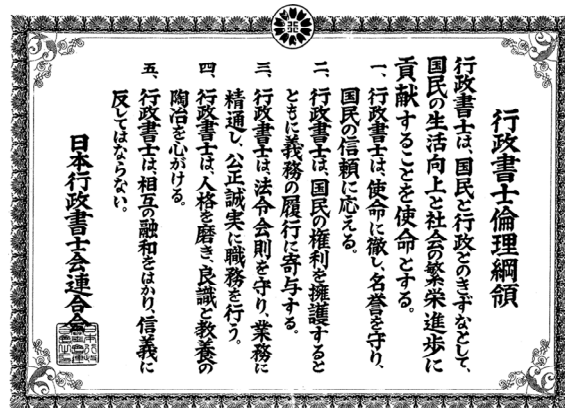 行政書士倫理綱領
行政書士は、国民と行政とのきずなとして、
国民の生活向上と社会の繁栄進歩に
貢献することを使命とする。
一、行政書士は、使命に徹し、名誉を守り、
国民の信頼に応える。
二、行政書士は、国民の権利を擁護すると
ともに義務の履行に寄与する。
三、行政書士は、法令会則を守り、業務に
精通し、公正誠実に職務を行う。
四、行政書士は、人格を磨き、良識と教養の
陶冶を心がける。
五、行政書士は、相互の融和をはかり、信義に
反してはならない。
日本行政書士会連合会